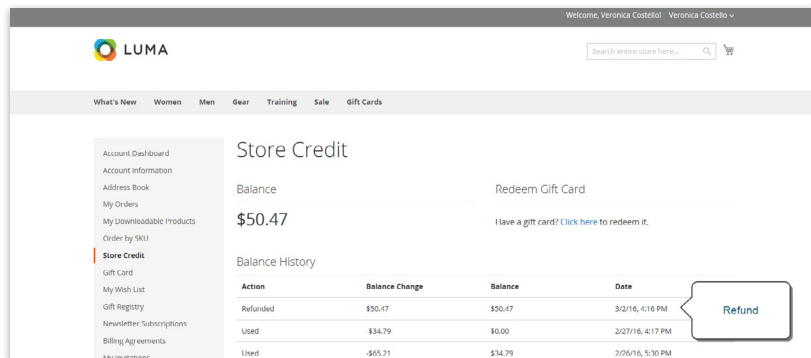 Welcome, Veronica Costello! Veronica Costello
LUMA
Search entire store here...
What's New Women Men Gear Training Sale Gift Cards
Account Dashboard
Account Information
Address Book
My Orders
My Downloadable Products
Order by SKU
Store Credit
Gift Card
My Wish List
Gift Registry
Newsletter Subscriptions
Billing Agreements
My Invitations
Store Credit
Balance
$50.47
Redeem Gift Card
Have a gift card? Click here to redeem it.
Balance History
Action Balance Change Balance Date
Refunded $50.47 $50.47 3/2/16, 4:16 PM
Used -$34.79 $0.00 2/27/16, 4:17 PM
Used -$65.21 $34.79 2/26/16, 5:30 PM
Refund